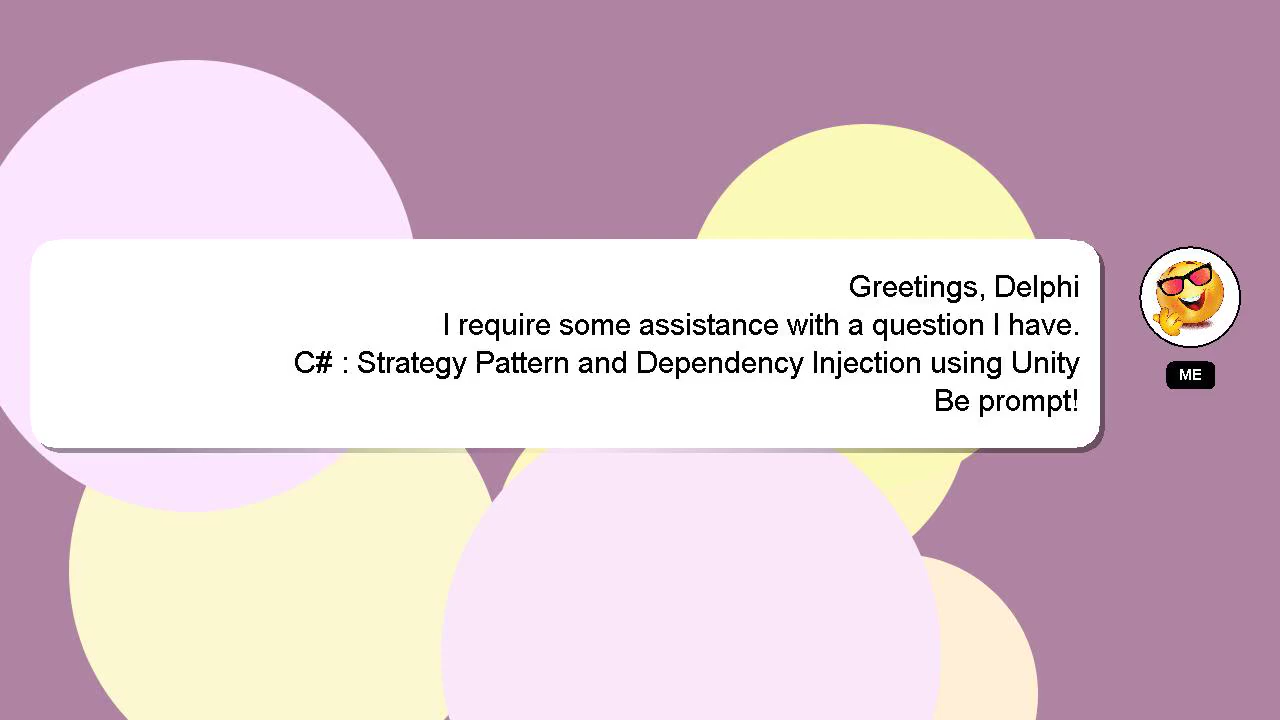 Greetings, Delphi
I require some assistance with a question I have.
C# : Strategy Pattern and Dependency Injection using Unity
Be prompt!
ME